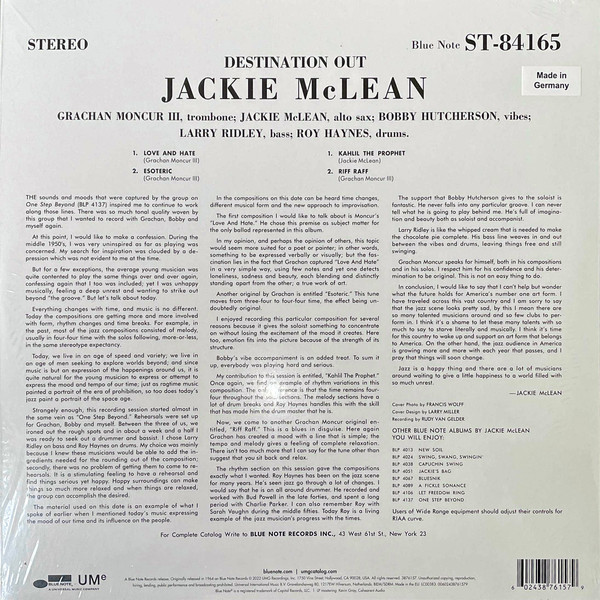 STEREO
Blue Note ST-84165
DESTINATION OUT
JACKIE McLEAN
Made in
Germany
GRACHAN MONCUR III, trombone; JACKIE McLEAN, alto sax; BOBBY HUTCHERSON, vibes;
LARRY RIDLEY, bass; ROY HAYNES, drums.
1. LOVE AND HATE
(Grachan Moncur III)
2. ESOTERIC
(Grachan Moncur III)
1. KAHLIL THE PROPHET
(Jackie McLean)
2. RIFF RAFF
(Grachan Moncur III)
THE sounds and moods that were captured by the group on
One Step Beyond (BLP 4137) inspired me to continue to work
along those lines. There was so much tonal quality woven by
this group that I wanted to record with Grachan, Bobby and
myself again.
At this point, I would like to make a confession. During the
middle 1950's, I was very uninspired as far as playing was
concerned. My search for inspiration was clouded by a de-
pression which was not evident to me at the time.
But for a few exceptions, the average young musician was
quite contented to play the same things over and over again,
confessing again that I too was included; yet I was unhappy
musically, feeling a deep unrest and wanting to strike out
beyond "the groove." But let's talk about today.
Everything changes with time, and music is no different.
Today the compositions are getting more and more involved
with form, rhythm changes and time breaks. For example, in
the past, most of the jazz compositions consisted of melody,
usually in four-four time with the solos following, more-or-less,
in the same stereotype expectancy.
Today, we live in an age of speed and variety; we live in
an age of men seeking to explore worlds beyond; and since
music is but an expression of the happenings around us, it is
quite natural for the young musician to express or attempt to
express the mood and tempo of our time; just as ragtime music
painted a portrait of the era of prohibition, so too does today's
jazz paint a portrait of the space age.
Strangely enough, this recording session started almost in
the same vein as "One Step Beyond." Rehearsals were set up
for Grachan, Bobby and myself. Between the three of us, we
ironed out the rough spots and in about a week and a half I
was ready to seek out a drummer and bassist. I chose Larry
Ridley on bass and Roy Haynes on drums. My choice was mainly
because I knew these musicians would be able to add the in-
gredients needed for the rounding out of the composition;
secondly, there was no problem of getting them to come to re-
hearsals. It is a stimulating feeling to have a rehearsal and
find things serious yet happy. Happy surroundings can make
things so much more relaxed and when things are relaxed,
the group can accomplish the desired.
The material used on this date is an example of what I
spoke of earlier when I mentioned today's music expressing
the mood of our time and its influence on the people.
In the compositions on this date can be heard time changes,
different musical form and the new approach to improvisation.
The first composition I would like to talk about is Moncur's
"Love And Hate." He chose this premise as subject matter for
the only ballad represented in this album.
In my opinion, and perhaps the opinion of others, this topic
would seem more suited for a poet or painter; in other words,
something to be expressed verbally or visually; but the fas-
cination lies in the fact that Grachan captured "Love And Hate"
in a very simple way, using few notes and yet one detects
the passion and beauty of each, blending and distinctly
standing apart from the other; a true work of art.
Another original by Grachan is entitled "Esoteric." This tune
moves from three-four to four-four time, the effect being un-
doubtedly original.
I enjoyed recording this particular composition for several
reasons because it gives the soloist something to concentrate
on without losing the excitement of the mood it creates. Here
too, emotion fits into the picture because of the strength of its
structure.
Bobby's vibe accompaniment is an added treat. To sum it
up, everybody was playing hard and serious.
My contribution to this session is entitled, "Kahlil The Prophet."
Once again, we find an example of rhythm variations in this
composition. The only difference is that the time remains four-
four throughout the solo sections. The melody sections have a
lot of drum breaks and Roy Haynes handles this with the skill
that has made him the drum master that he is.
Now, we come to another Grachan Moncur original en-
titled, "Riff Raff." This is a blues in disguise. Here again
Grachan has created a mood with a line that is simple; the
tempo and melody gives a feeling of complete relaxation.
There isn't too much more that I can say for the tune other than
suggest that you sit back and relax.
The rhythm section on this session gave the compositions
exactly what I wanted. Roy Haynes has been on the jazz scene
for many years. He's seen jazz go through a lot of changes. I
would say that he is an all around drummer. He recorded and
worked with Bud Powell in the late forties, and spent a long
period with Charlie Parker. I can also remember Roy with
Sarah Vaughn during the middle forties. Today Roy is a living
example of the jazz musician's progress with the times.
The support that Bobby Hutcherson gives to the soloist is
fantastic. He never falls into any particular groove. I can never
tell what he is going to play behind me. He's full of imagina-
tion and beauty both as soloist and accompanist.
Larry Ridley is like the whipped cream that is needed to make
the chocolate pie complete. His bass line weaves in and out
between the vibes and drums, leaving things free and still
swinging.
Grachan Moncur speaks for himself, both in his compositions
and in his solos. I respect him for his confidence and his deter-
mination to be original. This is not an easy thing to do.
In conclusion, I would like to say that I can't help but wonder
what the future holds for America's number one art form. I
have traveled across this vast country and I am sorry to say
that the jazz scene looks pretty sad, by this I mean there are
so many talented musicians around and so few clubs to per-
form in. I think it's a shame to let these many talents with so
much to say to stare literally and musically. I think it's time
for this country to wake up and support an art form that belongs
to America. On the other hand, the jazz audience in America
is growing more and more with each year that passes, and I
pray that things will soon change.
Jazz is a happy thing and there are a lot of musicians
around waiting to give a little happiness to a world filled with
so much unrest.
—JACKIE McLEAN
Cover Photo by FRANCIS WOLFF
Cover Design by LARRY MILLER
Recording by RUDY VAN GELDER
OTHER BLUE NOTE ALBUMS BY JACKIE McLEAN
YOU WILL ENJOY:
BLP 4013 NEW SOIL
BLP 4024 SWING, SWANG, SWINGIN'
BLP 4038 CAPUCHIN SWING
BLP 4051 JACKIE'S BAG
BLP 4067 BLUESNIK
BLP 4089 A FICKLE SONANCE
BLP 4106 LET FREEDOM RING
BLP 4137 ONE STEP BEYOND
Users of Wide Range equipment should adjust their controls for
RIAA curve.
For Complete Catalog Write to BLUE NOTE RECORDS INC., 43 West 61st St., New York 23
UMe
bluenote.com | umgcatalog.com
6 02438 76157 9